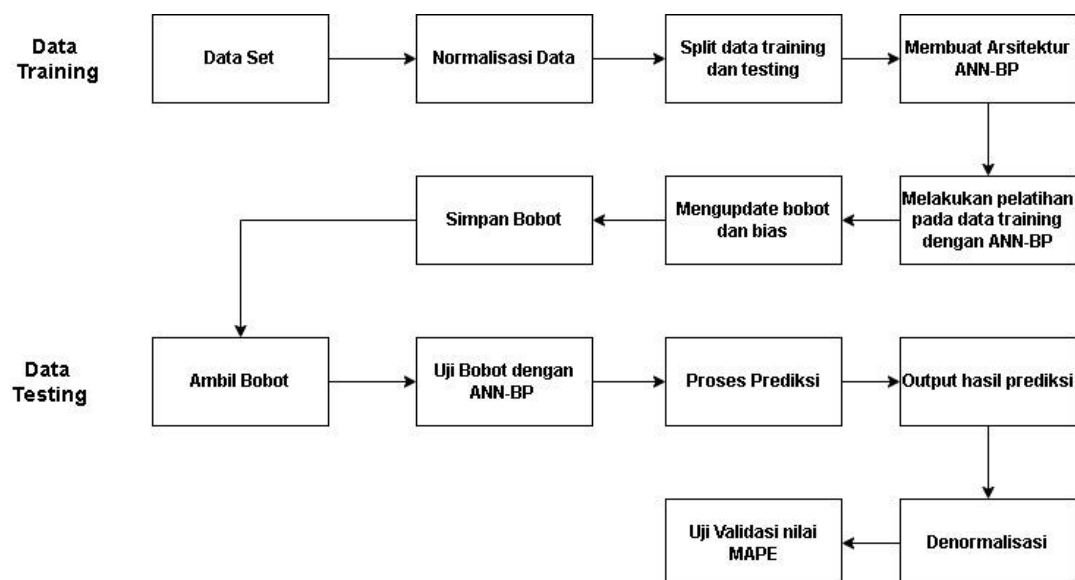 Data
Training
Data Set
Normalisasi Data
Split data training
dan testing
Membuat Arsitektur
ANN-BP
Simpan Bobot
Mengupdate bobot
dan bias
Melakukan pelatihan
pada data training
dengan ANN-BP
Data
Testing
Ambil Bobot
Uji Bobot dengan
ANN-BP
Proses Prediksi
Output hasil prediksi
Uji Validasi nilai
MAPE
Denormalisasi